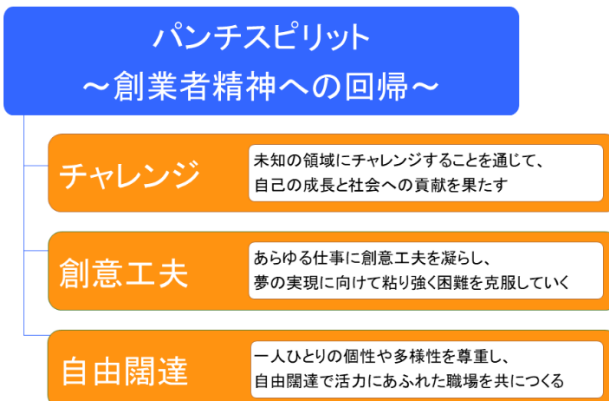 パンチスピリット
～創業者精神への回帰～
チャレンジ
未知の領域にチャレンジすることを通じて、
自己の成長と社会への貢献を果たす
創意工夫
あらゆる仕事に創意工夫を凝らし、
夢の実現に向けて粘り強く困難を克服していく
自由闊達
一人ひとりの個性や多様性を尊重し、
自由闊達で活力にあふれた職場を共につくる